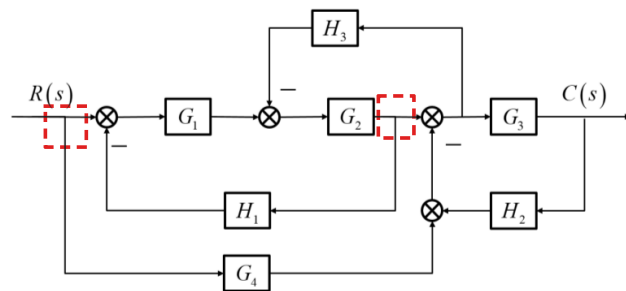 H₃
−
R(s)
C(s)
G₁
G₂
G₃
−
−
H₁
H₂
G₄